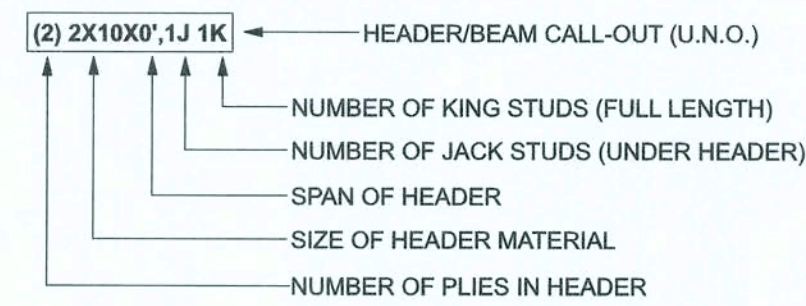 (2) 2X10X0',1J 1K HEADER/BEAM CALL-OUT (U.N.O.)
NUMBER OF KING STUDS (FULL LENGTH)
NUMBER OF JACK STUDS (UNDER HEADER)
SPAN OF HEADER
SIZE OF HEADER MATERIAL
NUMBER OF PLIES IN HEADER